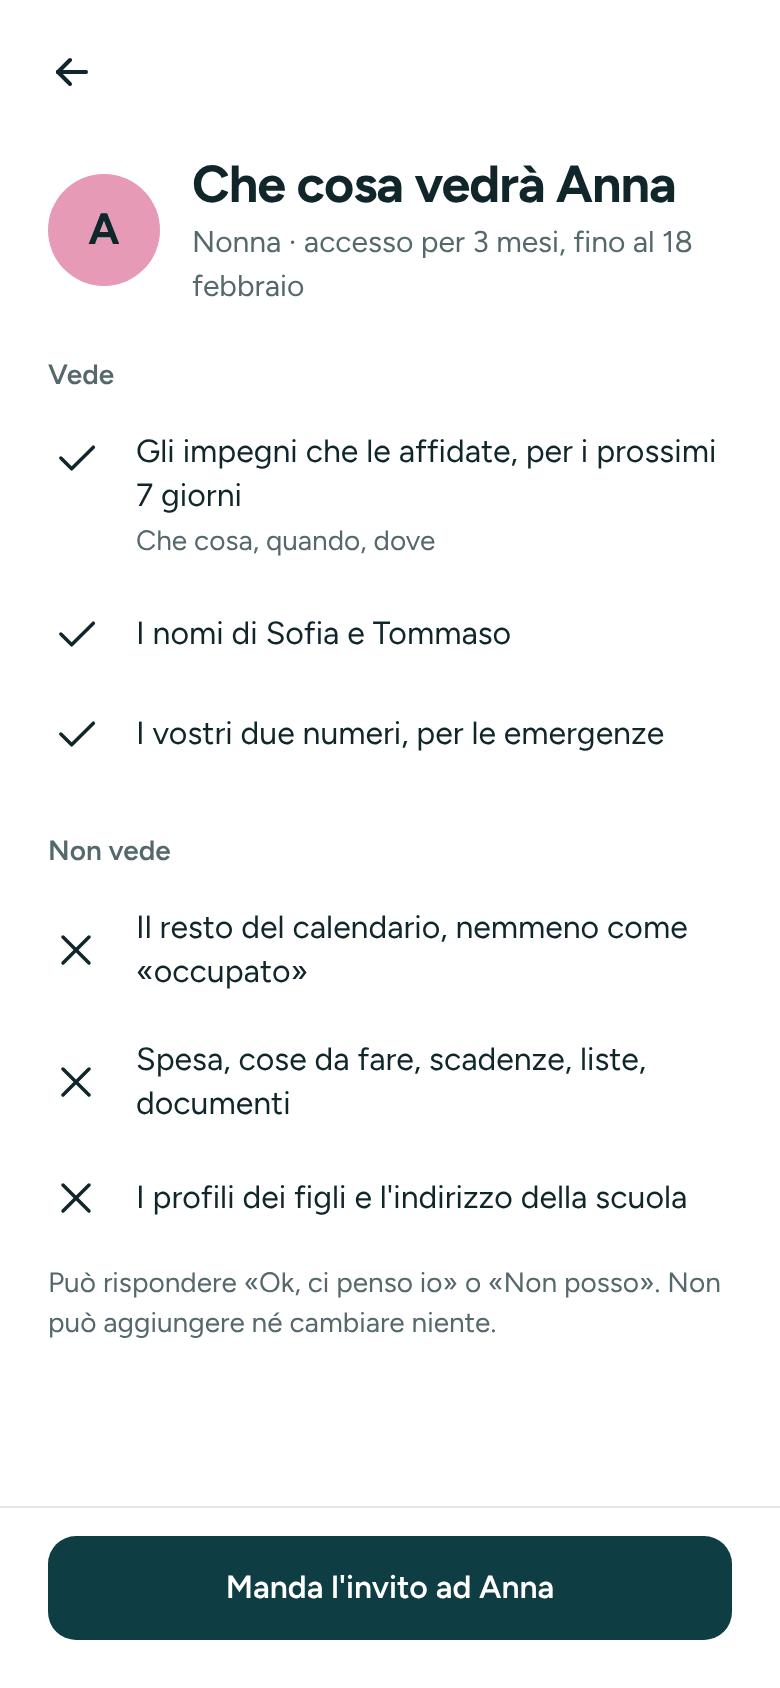 Che cosa vedrà Anna
A
Nonna · accesso per 3 mesi, fino al 18
febbraio
Vede
Gli impegni che le affidate, per i prossimi
7 giorni
Che cosa, quando, dove
I nomi di Sofia e Tommaso
I vostri due numeri, per le emergenze
Non vede
Il resto del calendario, nemmeno come
«occupato»
Spesa, cose da fare, scadenze, liste,
documenti
I profili dei figli e l'indirizzo della scuola
Può rispondere «Ok, ci penso io» o «Non posso». Non
può aggiungere né cambiare niente.
Manda l'invito ad Anna